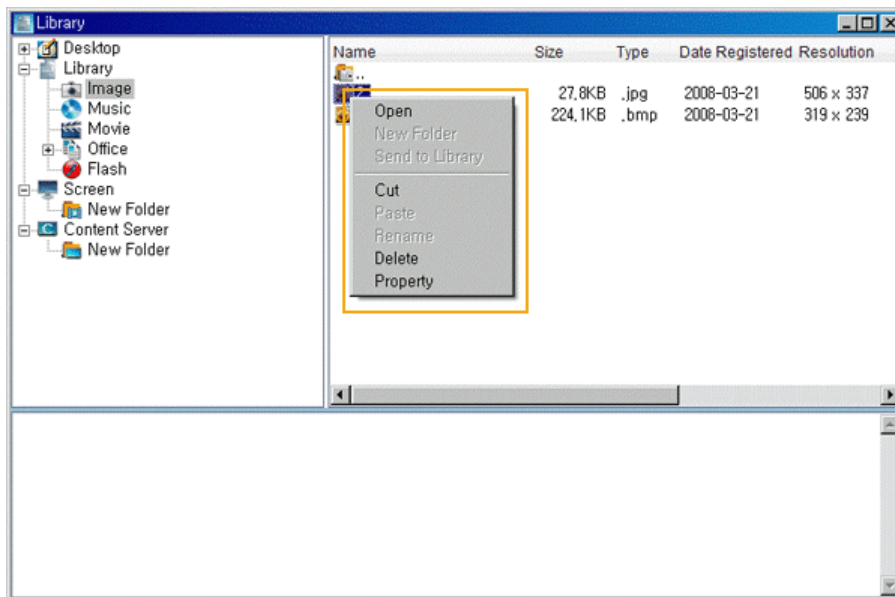 Library
Desktop
Library
Image
Music
Movie
Office
Flash
Screen
New Folder
Content Server
New Folder
Name Size Type Date Registered Resolution
..
27,8KB .jpg 2008-03-21 506 x 337
224,1KB .bmp 2008-03-21 319 x 239
Open
New Folder
Send to Library
Cut
Paste
Rename
Delete
Property